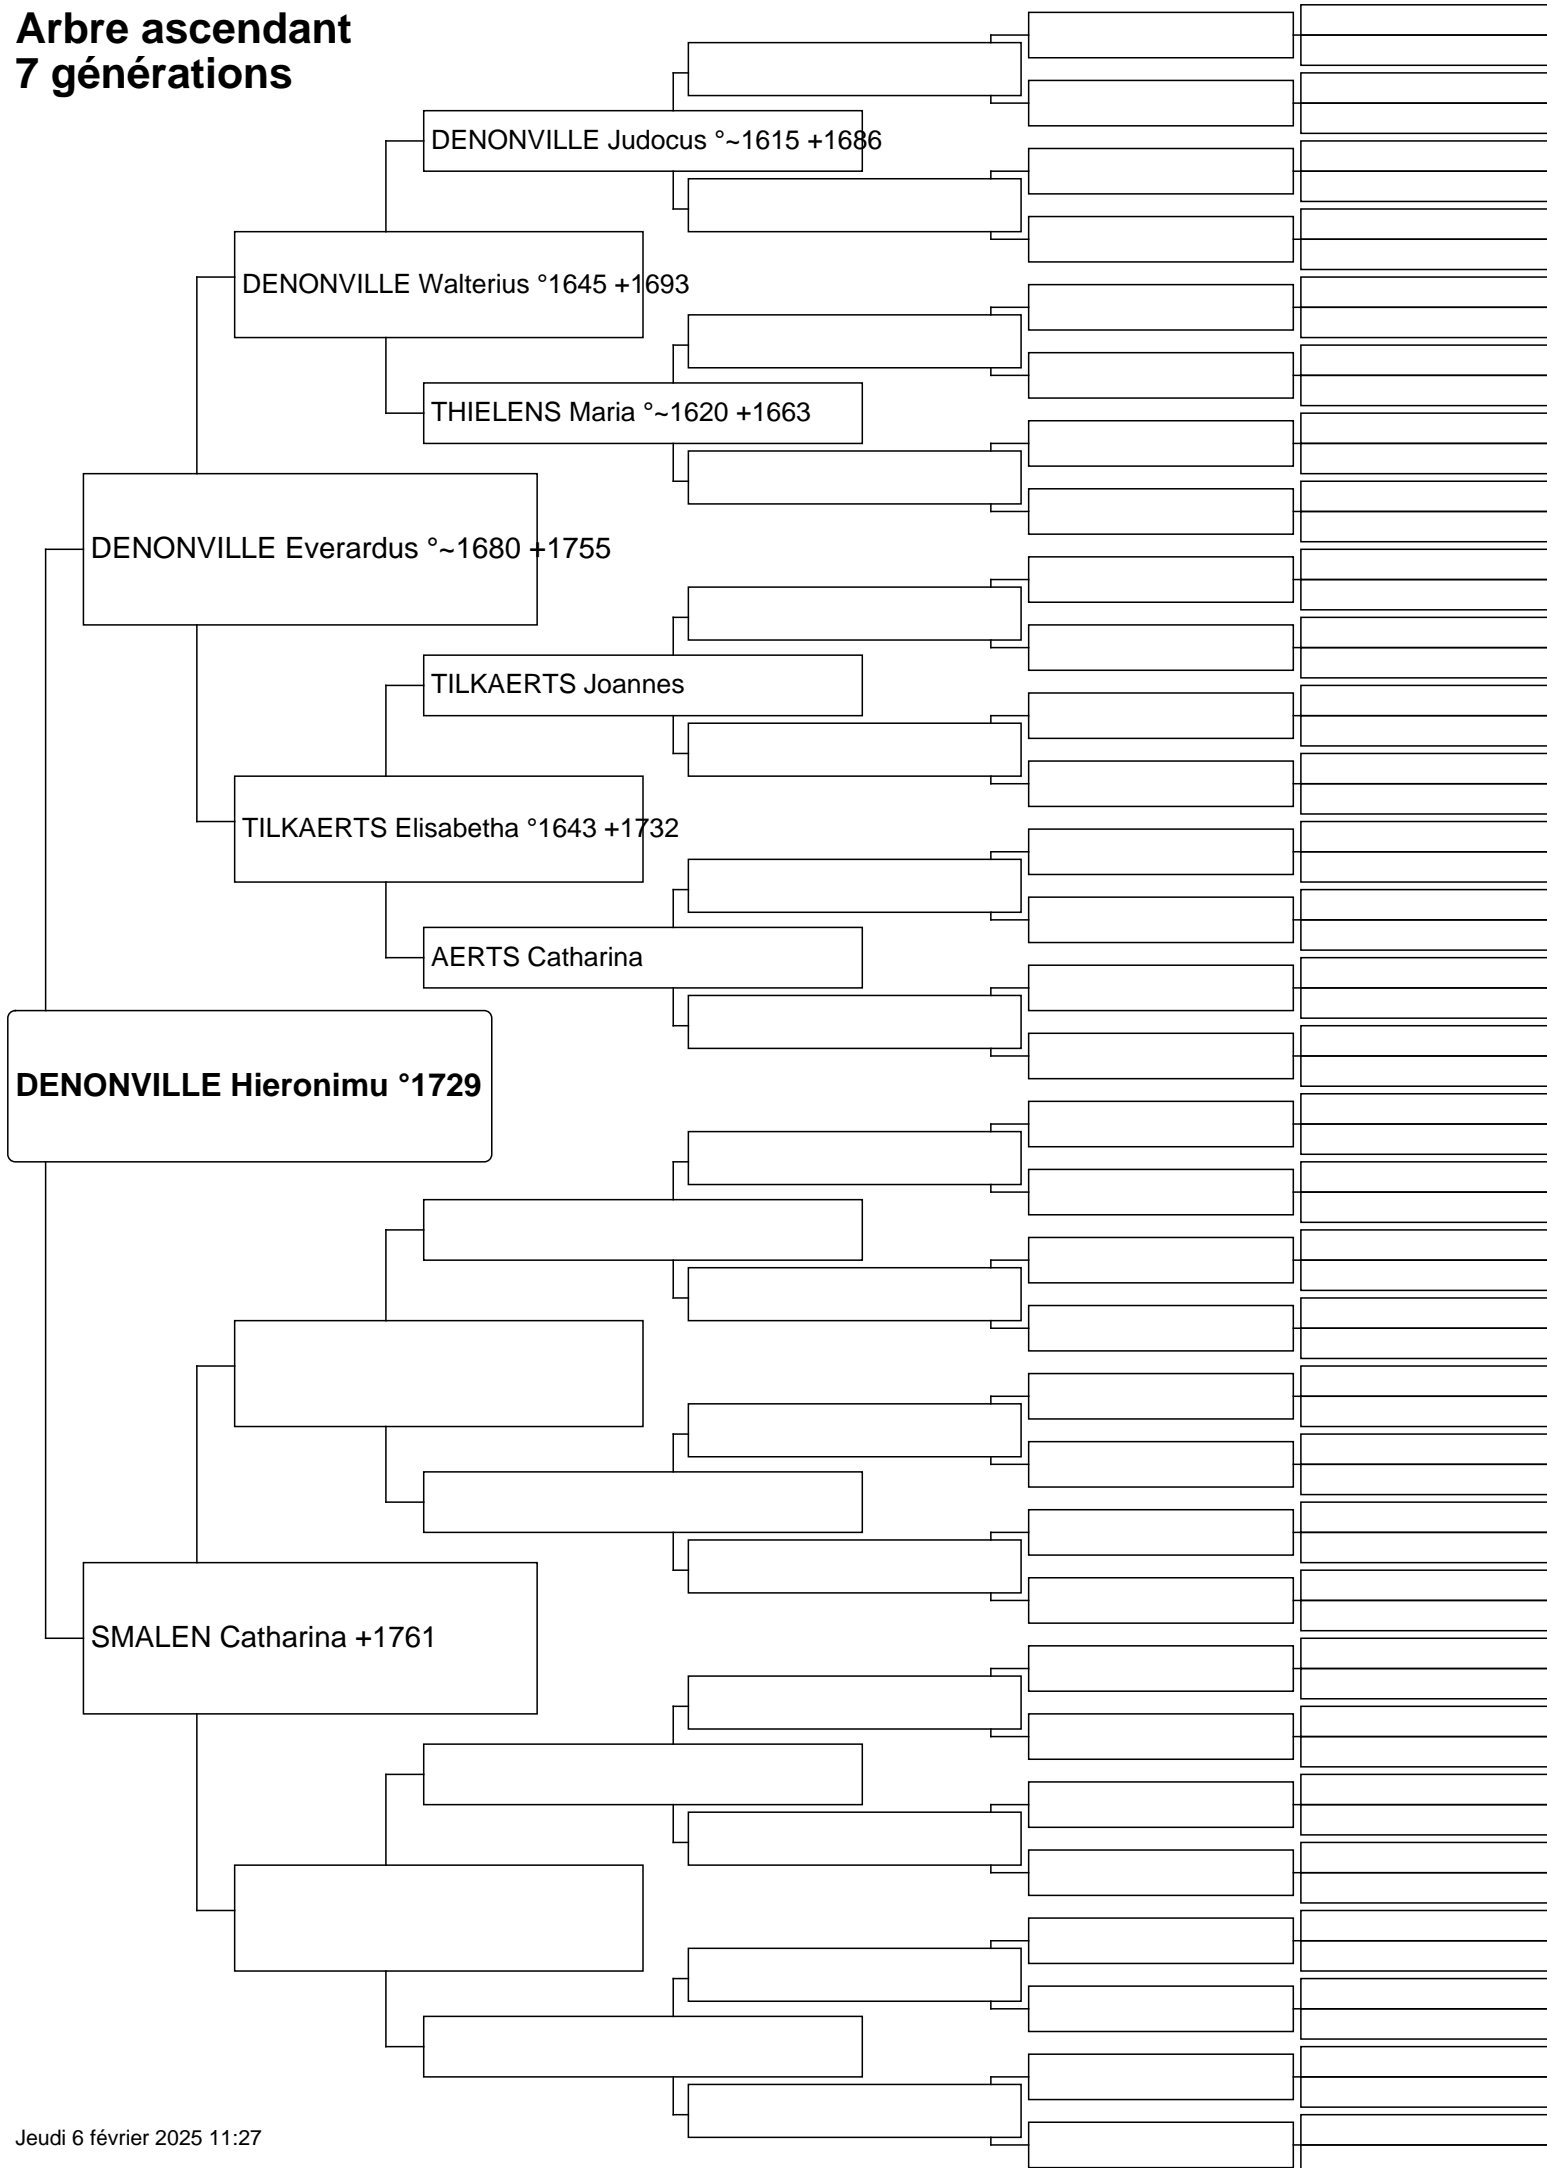 Arbre ascendant
7 générations
DENONVILLE Judocus °~1615 +1686
DENONVILLE Walterius °1645 +1693
THIELENS Maria °~1620 +1663
DENONVILLE Everardus °~1680 +1755
TILKAERTS Joannes
TILKAERTS Elisabetha °1643 +1732
AERTS Catharina
DENONVILLE Hieronimu °1729
SMALEN Catharina +1761
Jeudi 6 février 2025 11:27